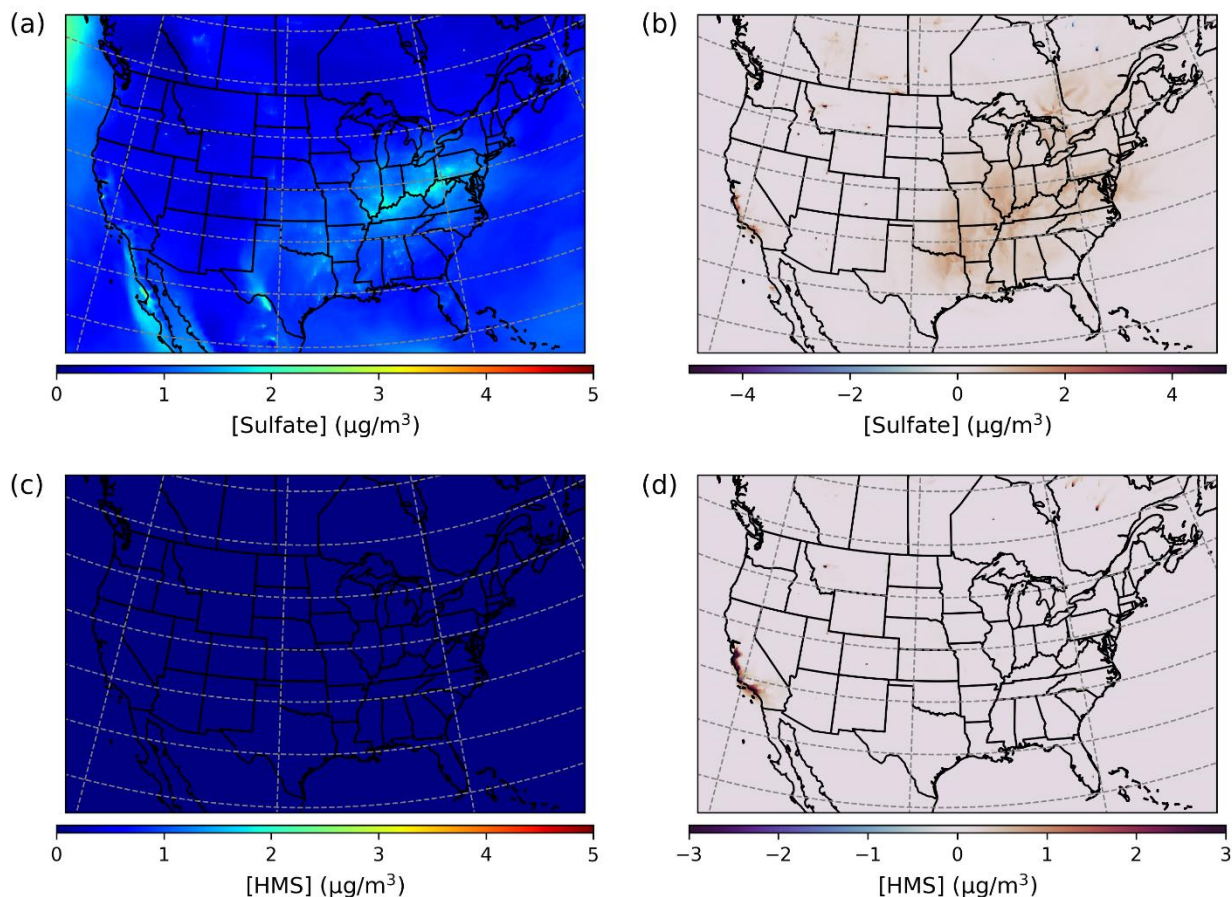 (a)
(b)
0 1 2 3 4 5
[Sulfate] (µg/m³)
−4 −2 0 2 4
[Sulfate] (µg/m³)
(c)
(d)
0 1 2 3 4 5
[HMS] (µg/m³)
−3 −2 −1 0 1 2 3
[HMS] (µg/m³)